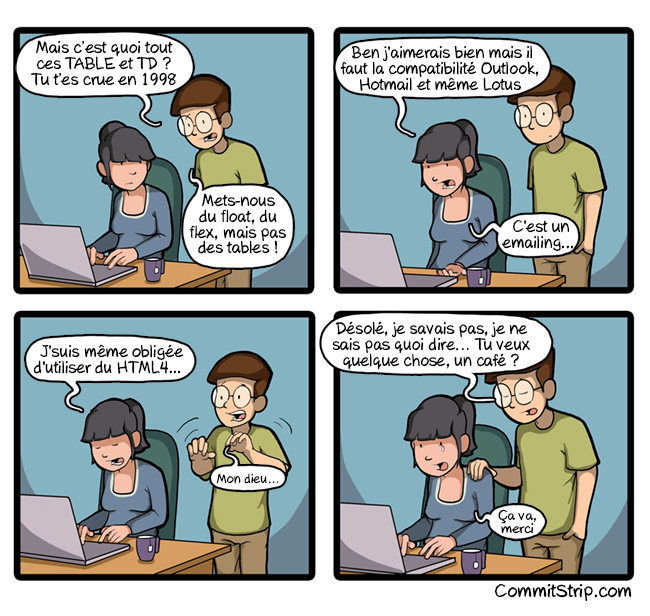 Mais c'est quoi tout
ces TABLE et TD ?
Tu t'es crue en 1998
Mets-nous
du float, du
flex, mais pas
des tables !
Ben j'aimerais bien mais il
faut la compatibilité Outlook,
Hotmail et même Lotus
C'est un
emailing...
J'suis même obligée
d'utiliser du HTML4...
Mon dieu...
Désolé, je savais pas, je ne
sais pas quoi dire... Tu veux
quelque chose, un café ?
Ça va,
merci
CommitStrip.com